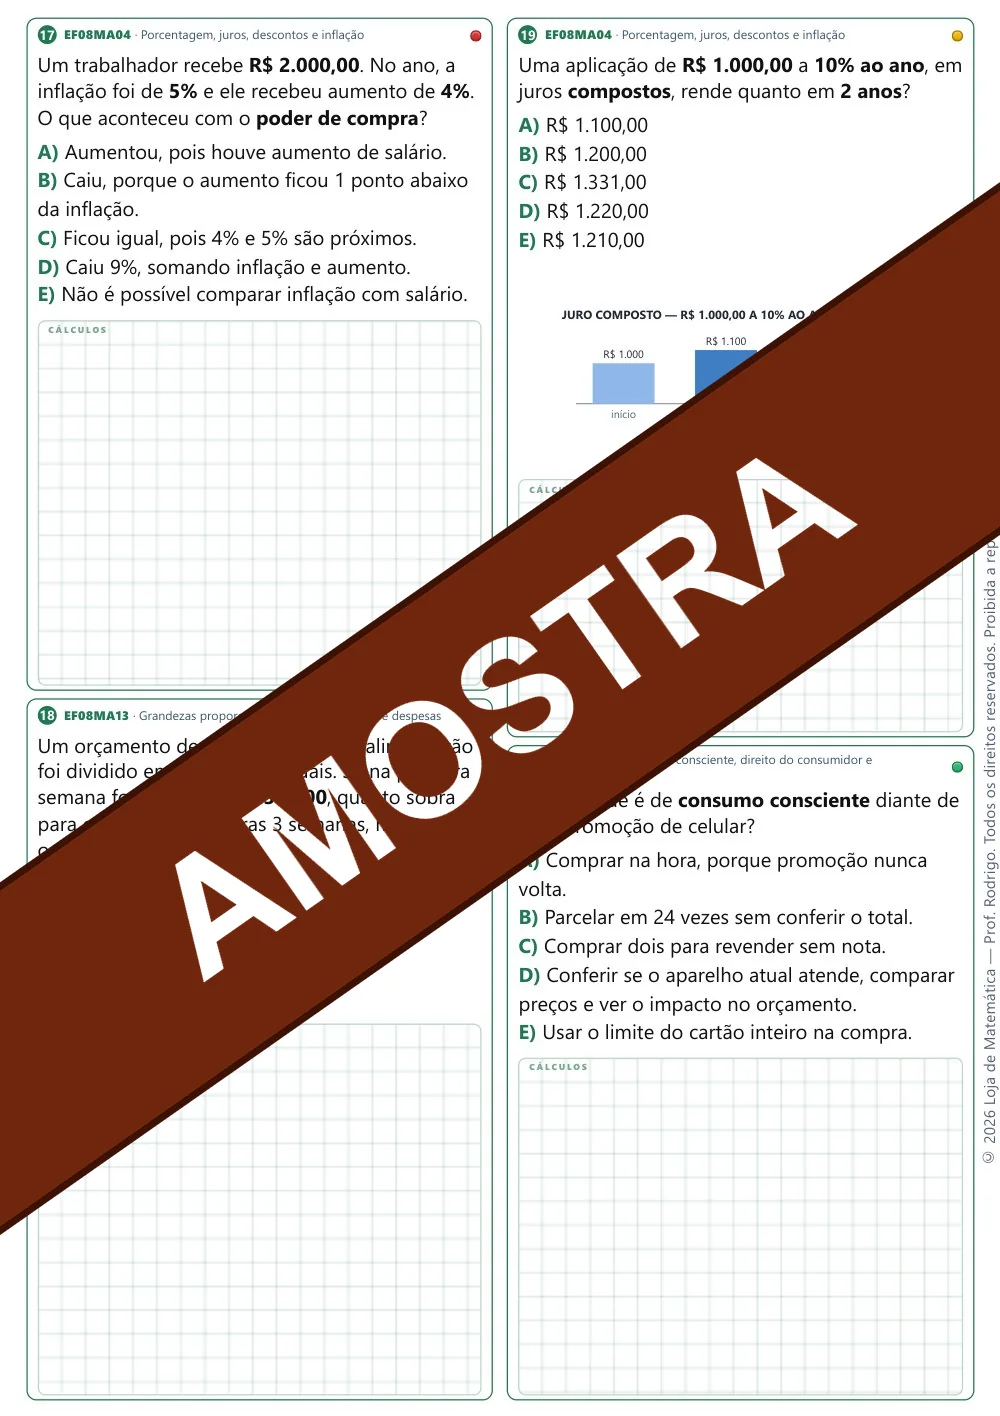 17 EF08MA04 · Porcentagem, juros, descontos e inflação
Um trabalhador recebe R$ 2.000,00. No ano, a
inflação foi de 5% e ele recebeu aumento de 4%.
O que aconteceu com o poder de compra?
A) Aumentou, pois houve aumento de salário.
B) Caiu, porque o aumento ficou 1 ponto abaixo
da inflação.
C) Ficou igual, pois 4% e 5% são próximos.
D) Caiu 9%, somando inflação e aumento.
E) Não é possível comparar inflação com salário.
CÁLCULOS
18 EF08MA13 · Grandezas
despesas
Um orçamento
foi dividido
semana
para
3
sobra
19 EF08MA04 · Porcentagem, juros, descontos e inflação
Uma aplicação de R$ 1.000,00 a 10% ao ano, em
juros compostos, rende quanto em 2 anos?
A) R$ 1.100,00
B) R$ 1.200,00
C) R$ 1.331,00
D) R$ 1.220,00
E) R$ 1.210,00
JURO COMPOSTO — R$ 1.000,00 A 10% AO
R$ 1.000
R$ 1.100
início
consciente, direito do consumidor e
é de consumo consciente diante de
promoção de celular?
Comprar na hora, porque promoção nunca
volta.
B) Parcelar em 24 vezes sem conferir o total.
C) Comprar dois para revender sem nota.
D) Conferir se o aparelho atual atende, comparar
preços e ver o impacto no orçamento.
E) Usar o limite do cartão inteiro na compra.
CÁLCULOS
AMOSTRA
© 2026 Loja de Matemática — Prof. Rodrigo. Todos os direitos reservados. Proibida a